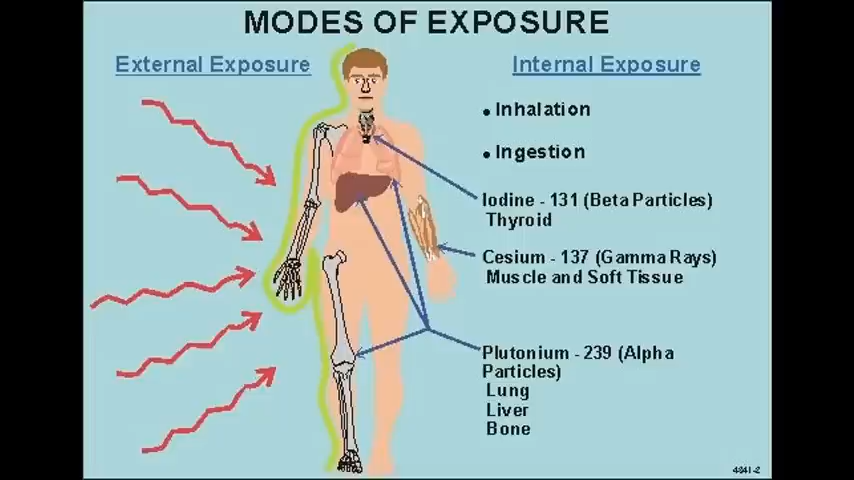 MODES OF EXPOSURE
External Exposure
Internal Exposure
• Inhalation
• Ingestion
Iodine - 131 (Beta Particles)
Thyroid
Cesium - 137 (Gamma Rays)
Muscle and Soft Tissue
Plutonium - 239 (Alpha
Particles)
Lung
Liver
Bone
4841-2